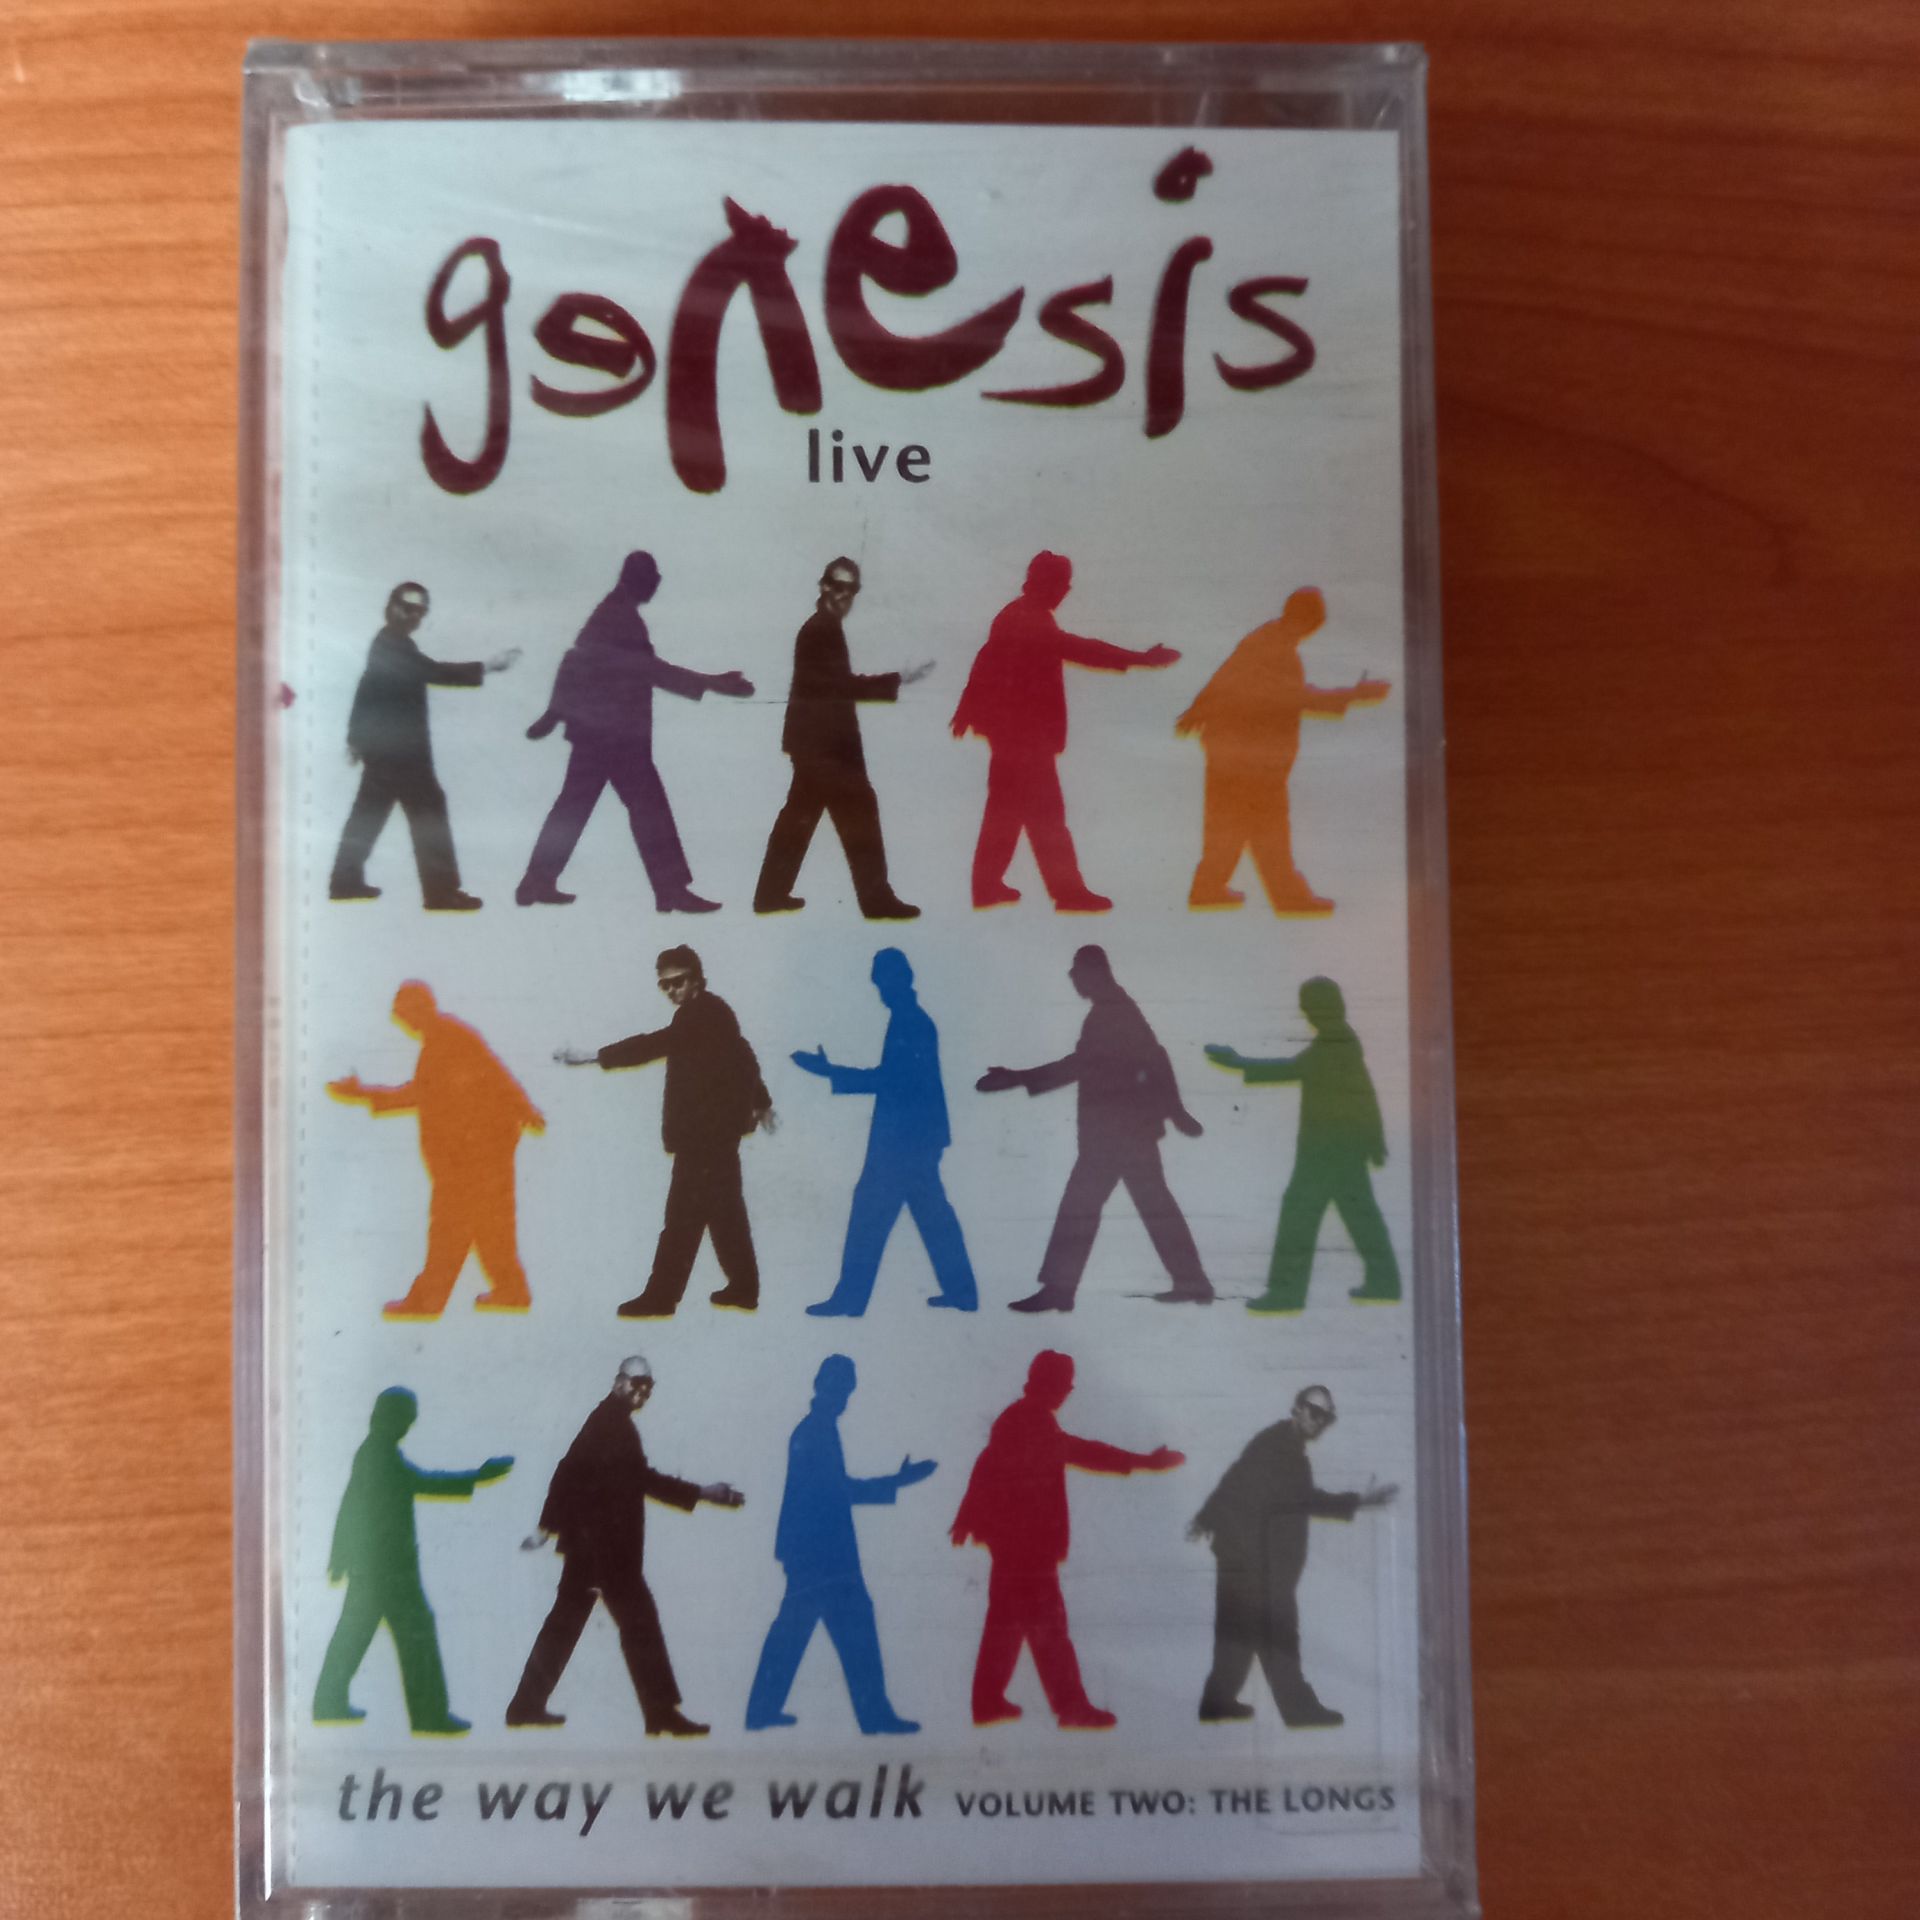 genesis
live
the way we walk VOLUME TWO: THE LONGS